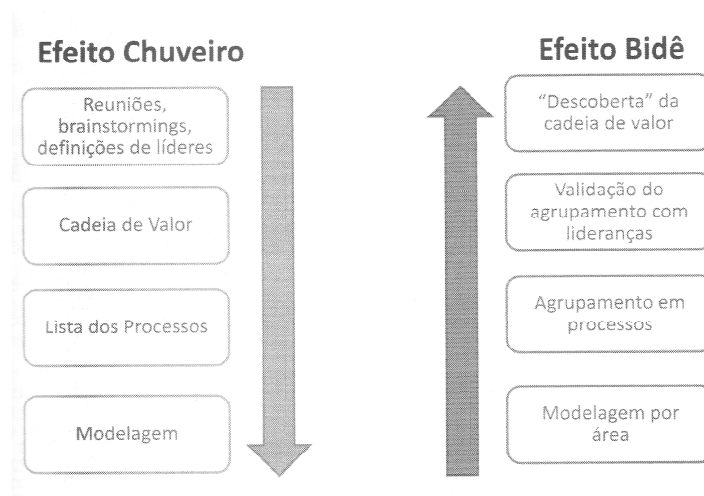 Efeito Chuveiro
Reuniões,
brainstormings,
definições de líderes
Cadeia de Valor
Lista dos Processos
Modelagem
Efeito Bidê
“Descoberta” da
cadeia de valor
Validação do
agrupamento com
lideranças
Agrupamento em
processos
Modelagem por
área